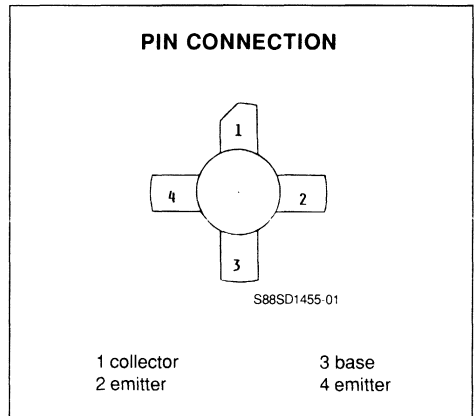 PIN CONNECTION
1
4
2
3
S88SD1455-01
1 collector
3 base
2 emitter
4 emitter